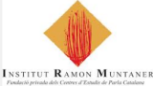 INSTITUT RAMON MUNTANER
Fundació privada dels Centres d'Estudis de Parla Catalana